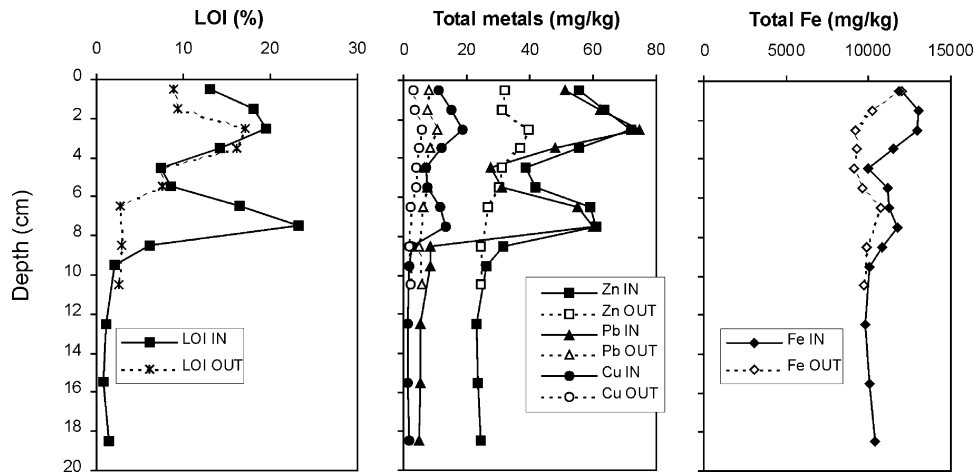 LOI (%)
0 10 20 30
Total metals (mg/kg)
0 20 40 60 80
Total Fe (mg/kg)
0 5000 10000 15000
Depth (cm)
0
2
4
6
8
10
12
14
16
18
20
LOI IN
LOI OUT
Zn IN
Zn OUT
Pb IN
Pb OUT
Cu IN
Cu OUT
Fe IN
Fe OUT